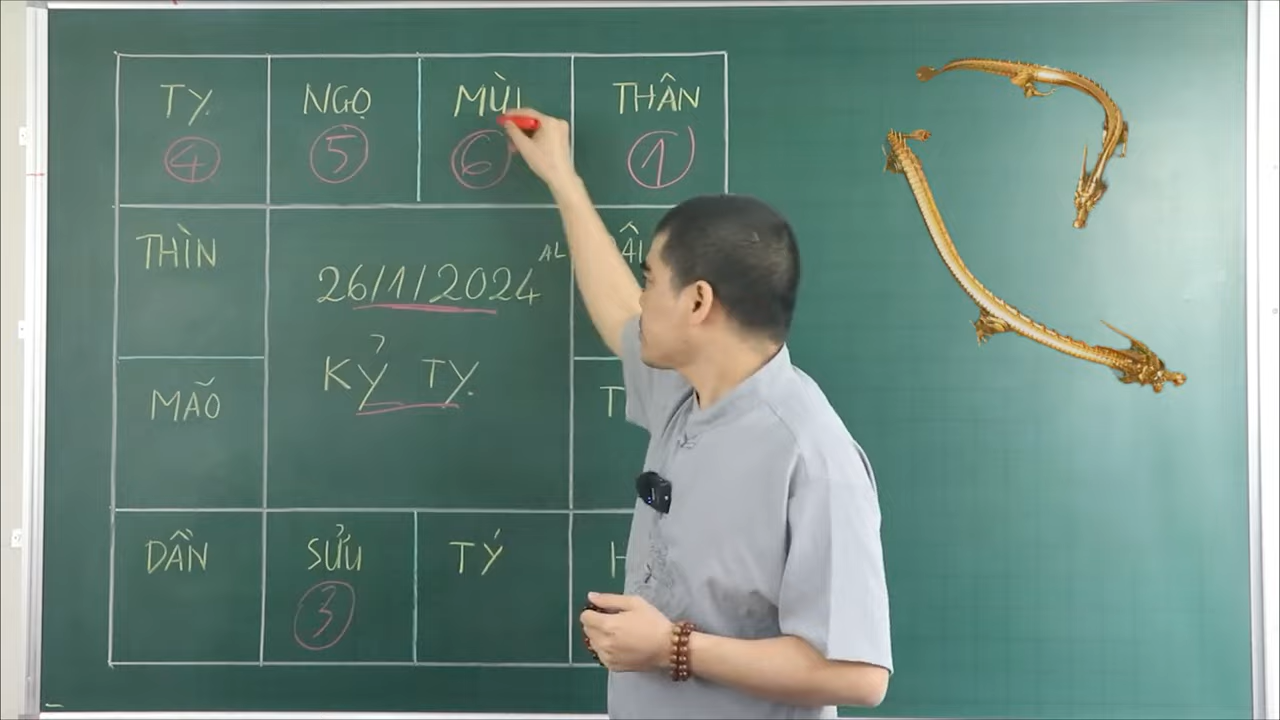 TỴ NGỌ MÙI THÂN
④ ⑤ ⑥ ①
THÌN
26/1/2024 AL
MÃO KỶ TỴ
DẦN SỬU TÝ
③